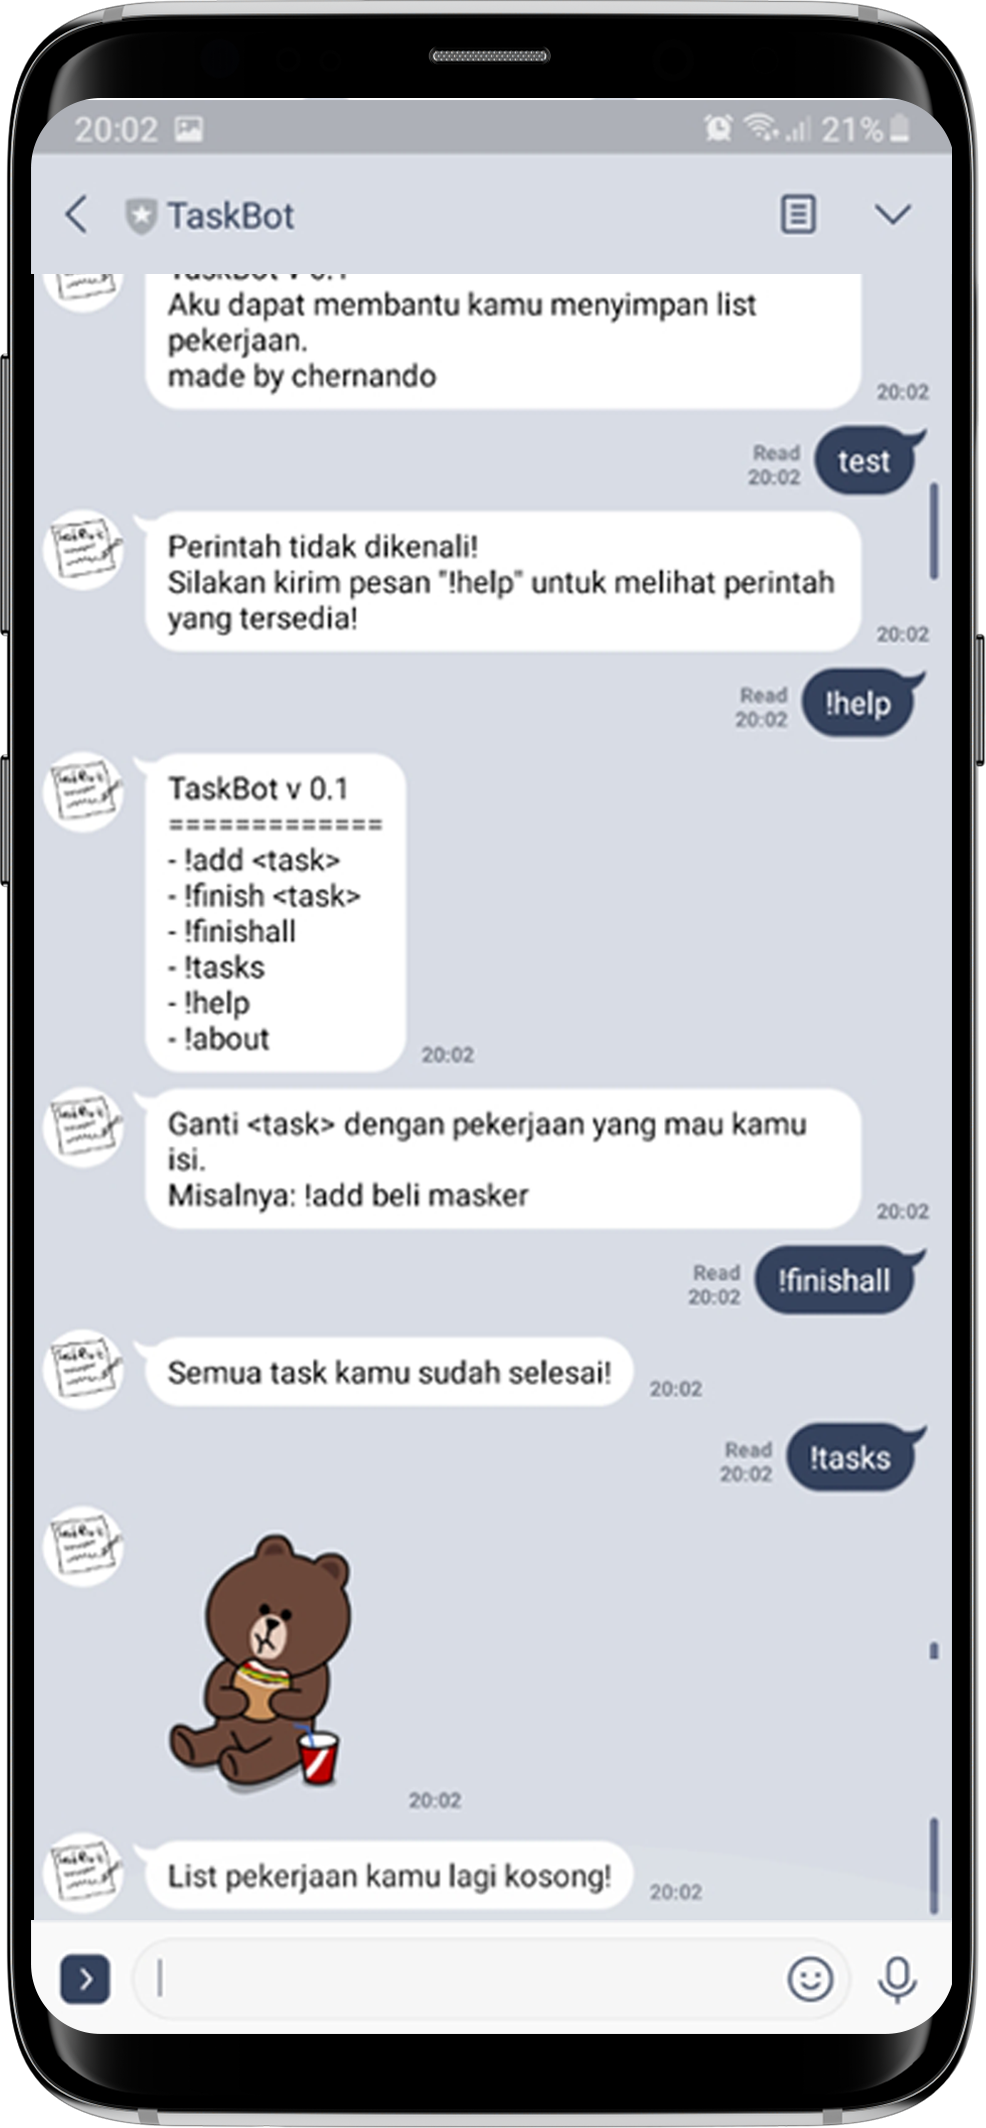 20:02
21%
TaskBot
TaskBot v 0.1
Aku dapat membantu kamu menyimpan list
pekerjaan.
made by chernando
20:02
Read
20:02
test
Perintah tidak dikenali!
Silakan kirim pesan "!help" untuk melihat perintah
yang tersedia!
20:02
Read
20:02
!help
TaskBot v 0.1
=============
- !add <task>
- !finish <task>
- !finishall
- !tasks
- !help
- !about
20:02
Ganti <task> dengan pekerjaan yang mau kamu
isi.
Misalnya: !add beli masker
20:02
Read
20:02
!finishall
Semua task kamu sudah selesai!
20:02
Read
20:02
!tasks
20:02
List pekerjaan kamu lagi kosong!
20:02